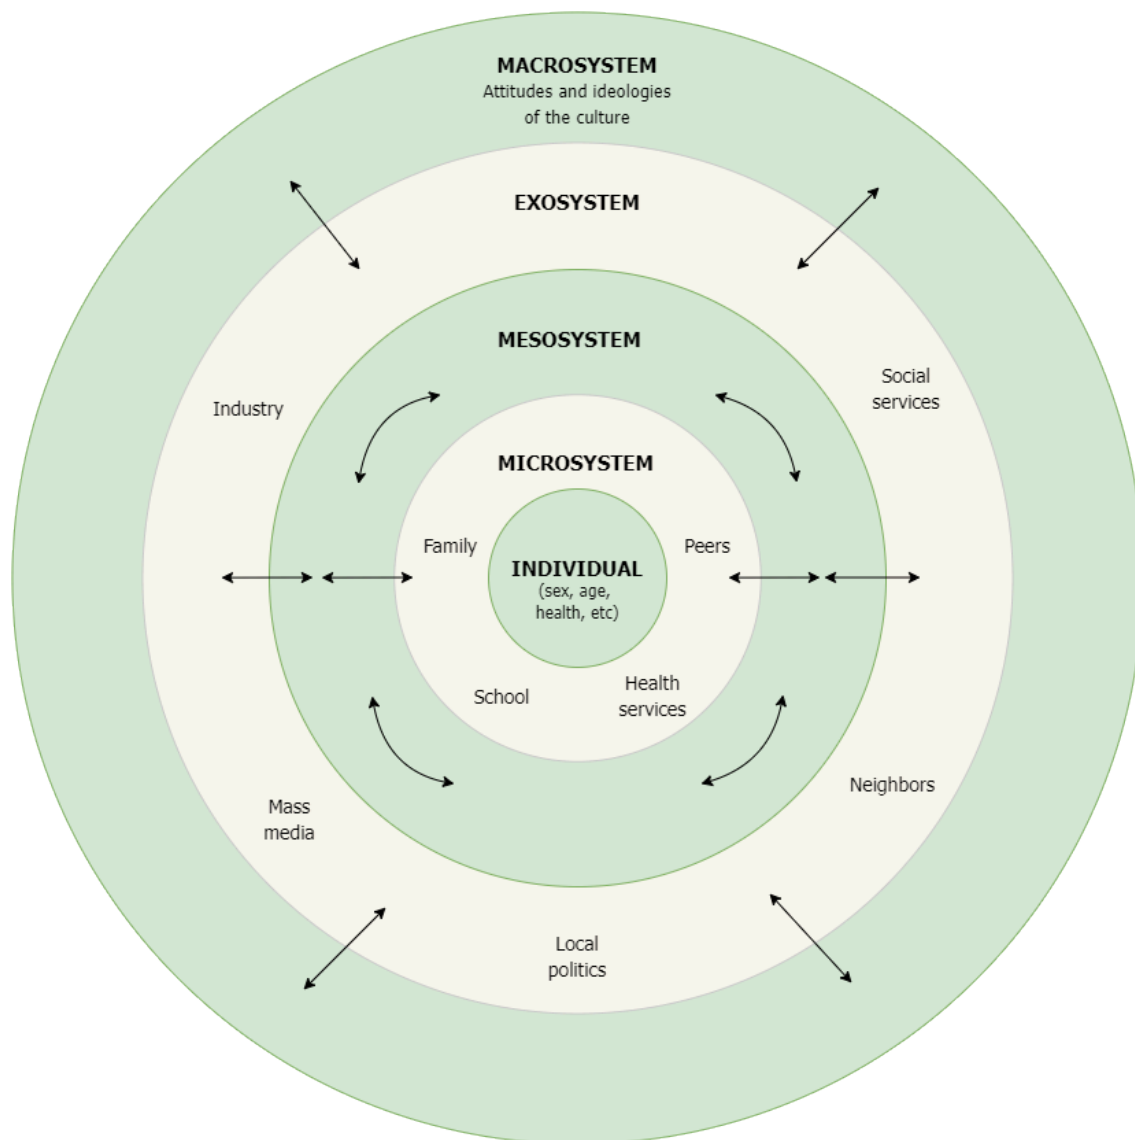 MACROSYSTEM
Attitudes and ideologies
of the culture
EXOSYSTEM
MESOSYSTEM
Social
services
Industry
MICROSYSTEM
Family
Peers
INDIVIDUAL
(sex, age,
health, etc)
School
Health
services
Neighbors
Mass
media
Local
politics